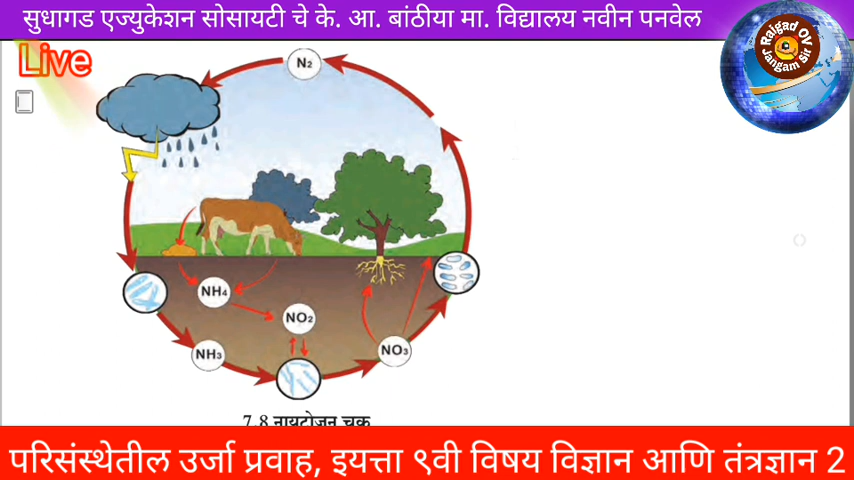 सुधागड एज्युकेशन सोसायटी चे के. आ. बांठीया मा. विद्यालय नवीन पनवेल
Live
Raigad OV
Jangam Sir
N2
NH4
NO2
NH3
NO3
7.8 नायट्रोजन चक्र
परिसंस्थेतील उर्जा प्रवाह, इयत्ता ९वी विषय विज्ञान आणि तंत्रज्ञान 2